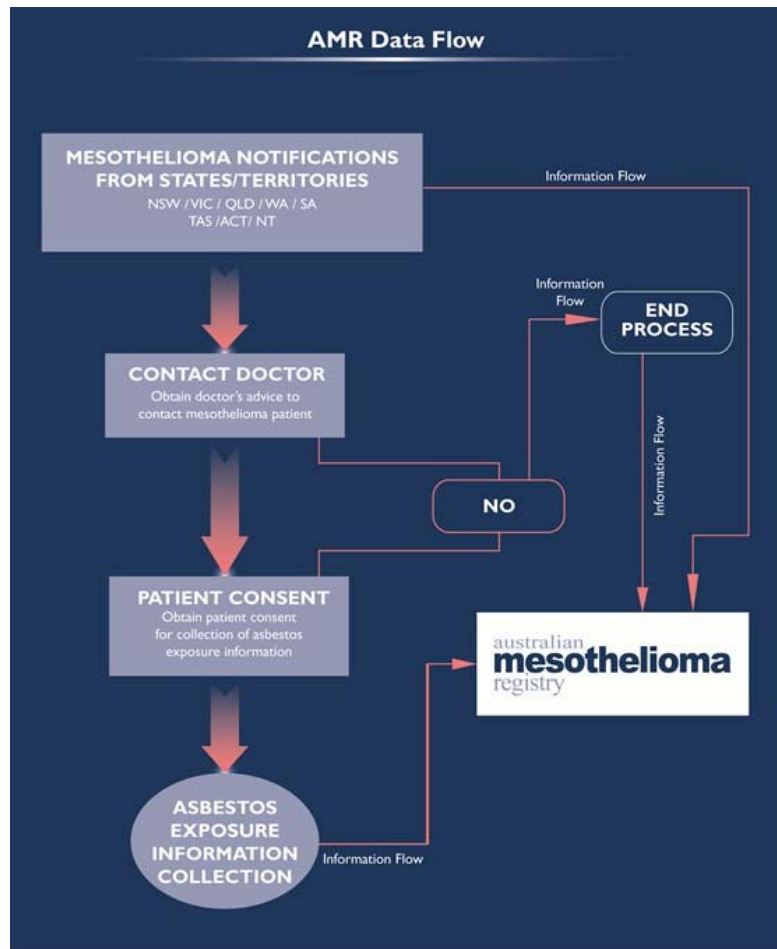 AMR Data Flow
MESOTHELIOMA NOTIFICATIONS
FROM STATES/TERRITORIES
NSW / VIC / QLD / WA / SA
TAS /ACT/ NT
Information Flow
Information
Flow
END
PROCESS
CONTACT DOCTOR
Obtain doctor's advice to
contact mesothelioma patient
Information Flow
NO
PATIENT CONSENT
Obtain patient consent
for collection of asbestos
exposure information
australian
mesothelioma
registry
ASBESTOS
EXPOSURE
INFORMATION
COLLECTION
Information Flow